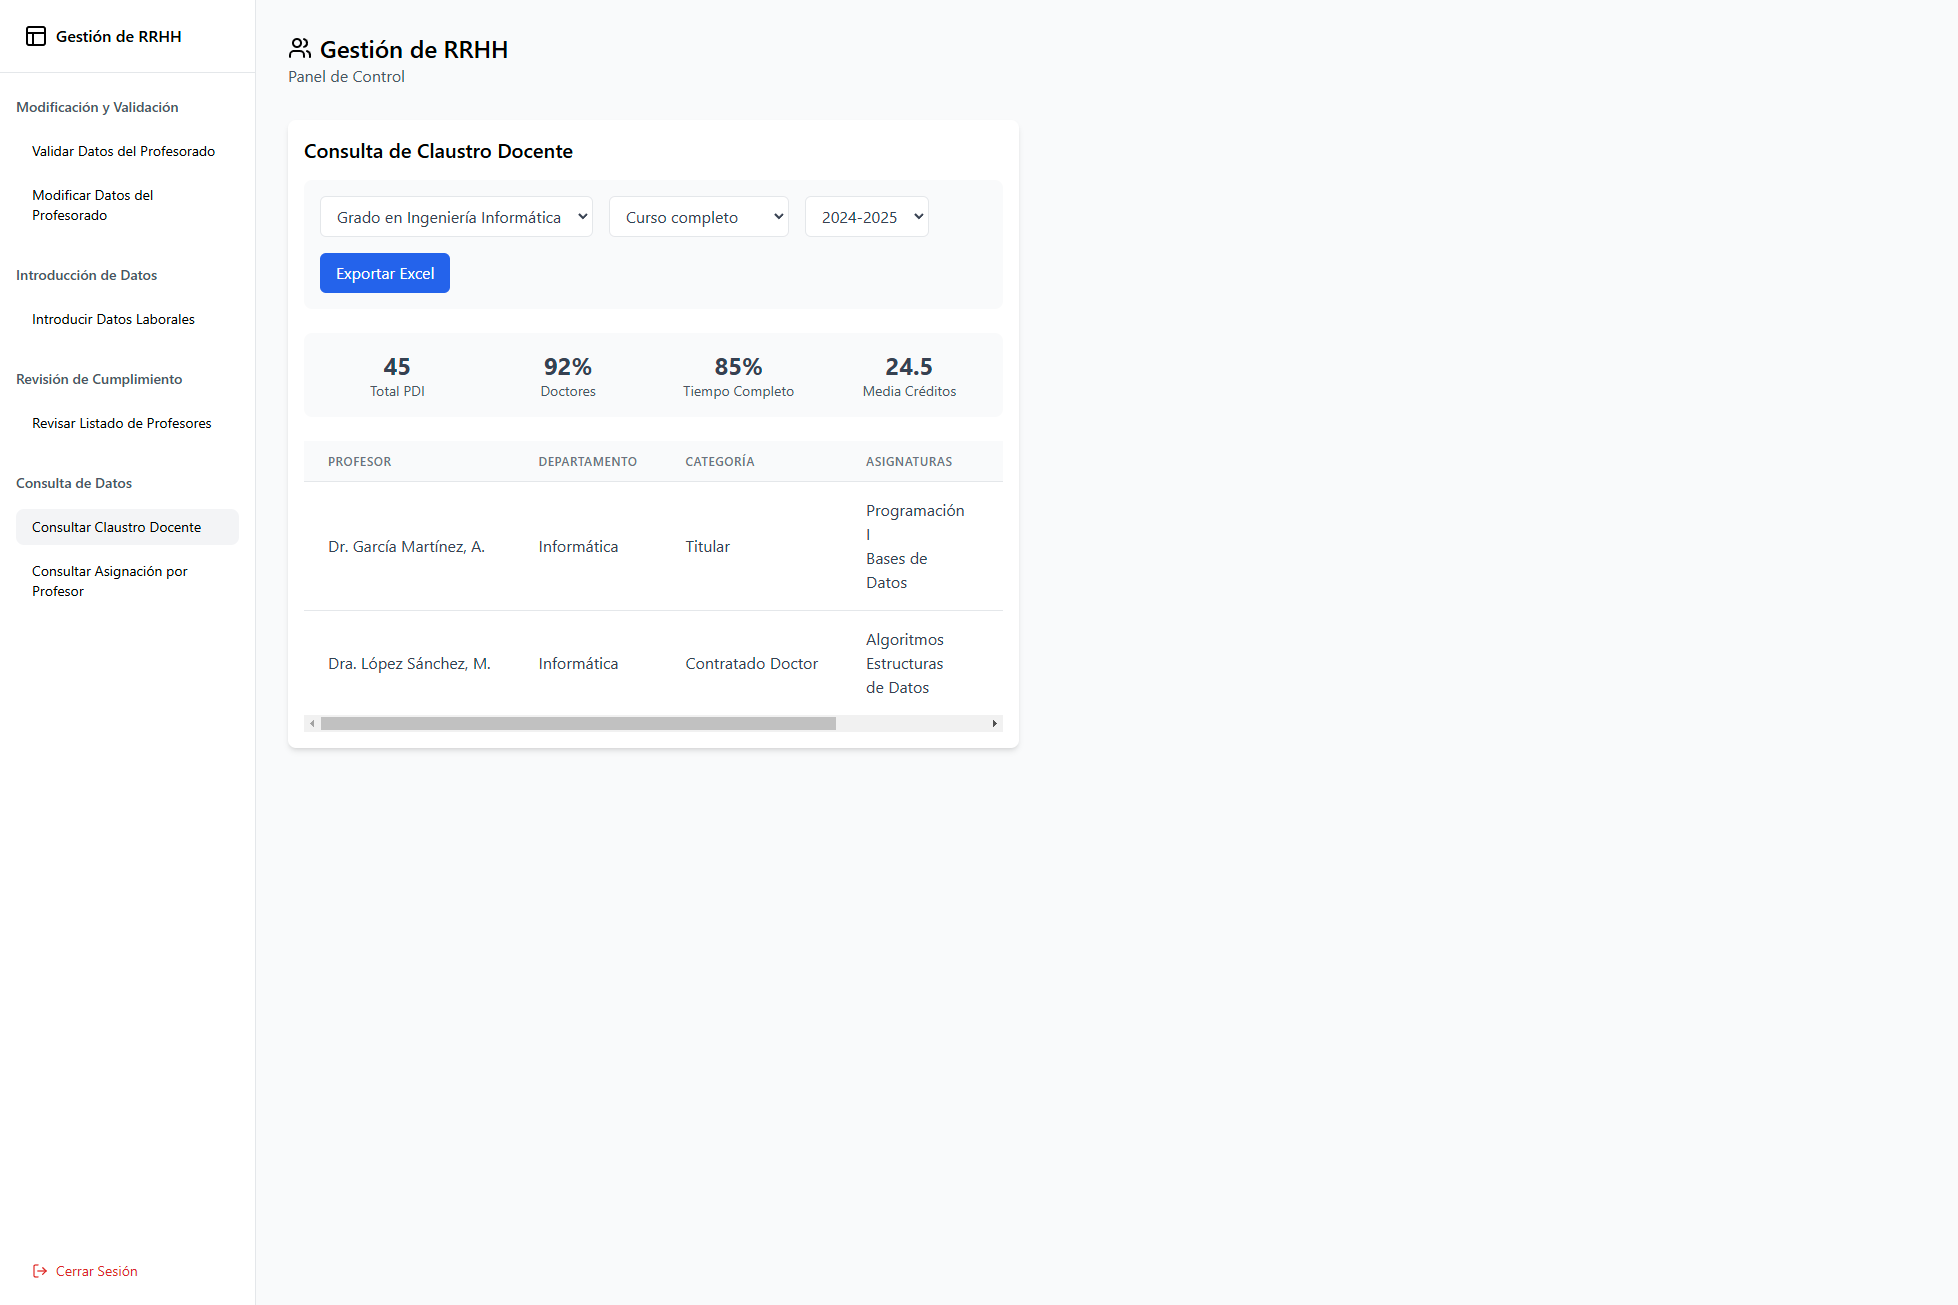 Gestión de RRHH
Modificación y Validación
Validar Datos del Profesorado
Modificar Datos del
Profesorado
Introducción de Datos
Introducir Datos Laborales
Revisión de Cumplimiento
Revisar Listado de Profesores
Consulta de Datos
Consultar Claustro Docente
Consultar Asignación por
Profesor
Cerrar Sesión
Gestión de RRHH
Panel de Control
Consulta de Claustro Docente
Grado en Ingeniería Informática Curso completo 2024-2025
Exportar Excel
45 92% 85% 24.5
Total PDI Doctores Tiempo Completo Media Créditos
PROFESOR DEPARTAMENTO CATEGORÍA ASIGNATURAS
Dr. García Martínez, A. Informática Titular
Programación
I
Bases de
Datos
Dra. López Sánchez, M. Informática Contratado Doctor
Algoritmos
Estructuras
de Datos